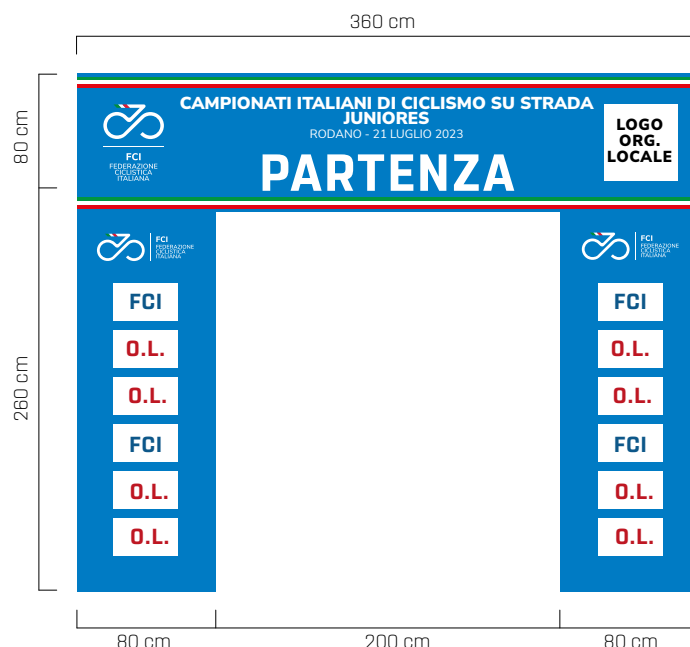 360 cm
80 cm
CAMPIONATI ITALIANI DI CICLISMO SU STRADA
JUNIORES
RODANO - 21 LUGLIO 2023
PARTENZA
FCI
FEDERAZIONE
CICLISTICA
ITALIANA
LOGO
ORG.
LOCALE
260 cm
FCI
FEDERAZIONE
CICLISTICA
ITALIANA
FCI
O.L.
O.L.
FCI
O.L.
O.L.
FCI
FEDERAZIONE
CICLISTICA
ITALIANA
FCI
O.L.
O.L.
FCI
O.L.
O.L.
80 cm
200 cm
80 cm